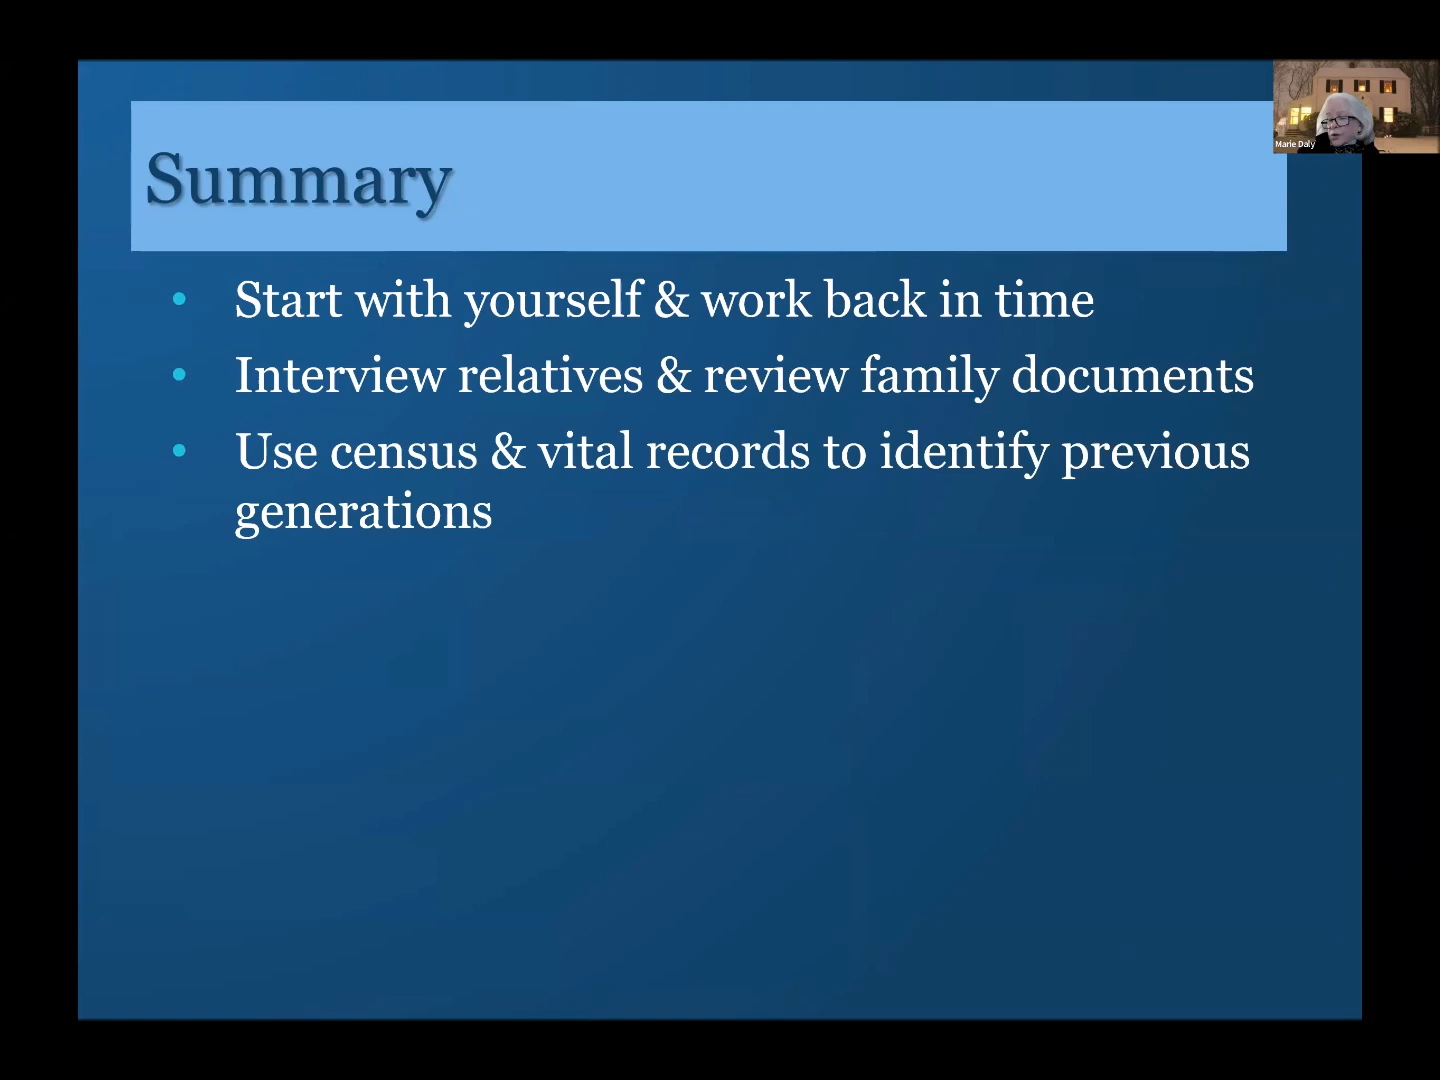 Summary
Marie Daly
• Start with yourself & work back in time
• Interview relatives & review family documents
• Use census & vital records to identify previous
generations